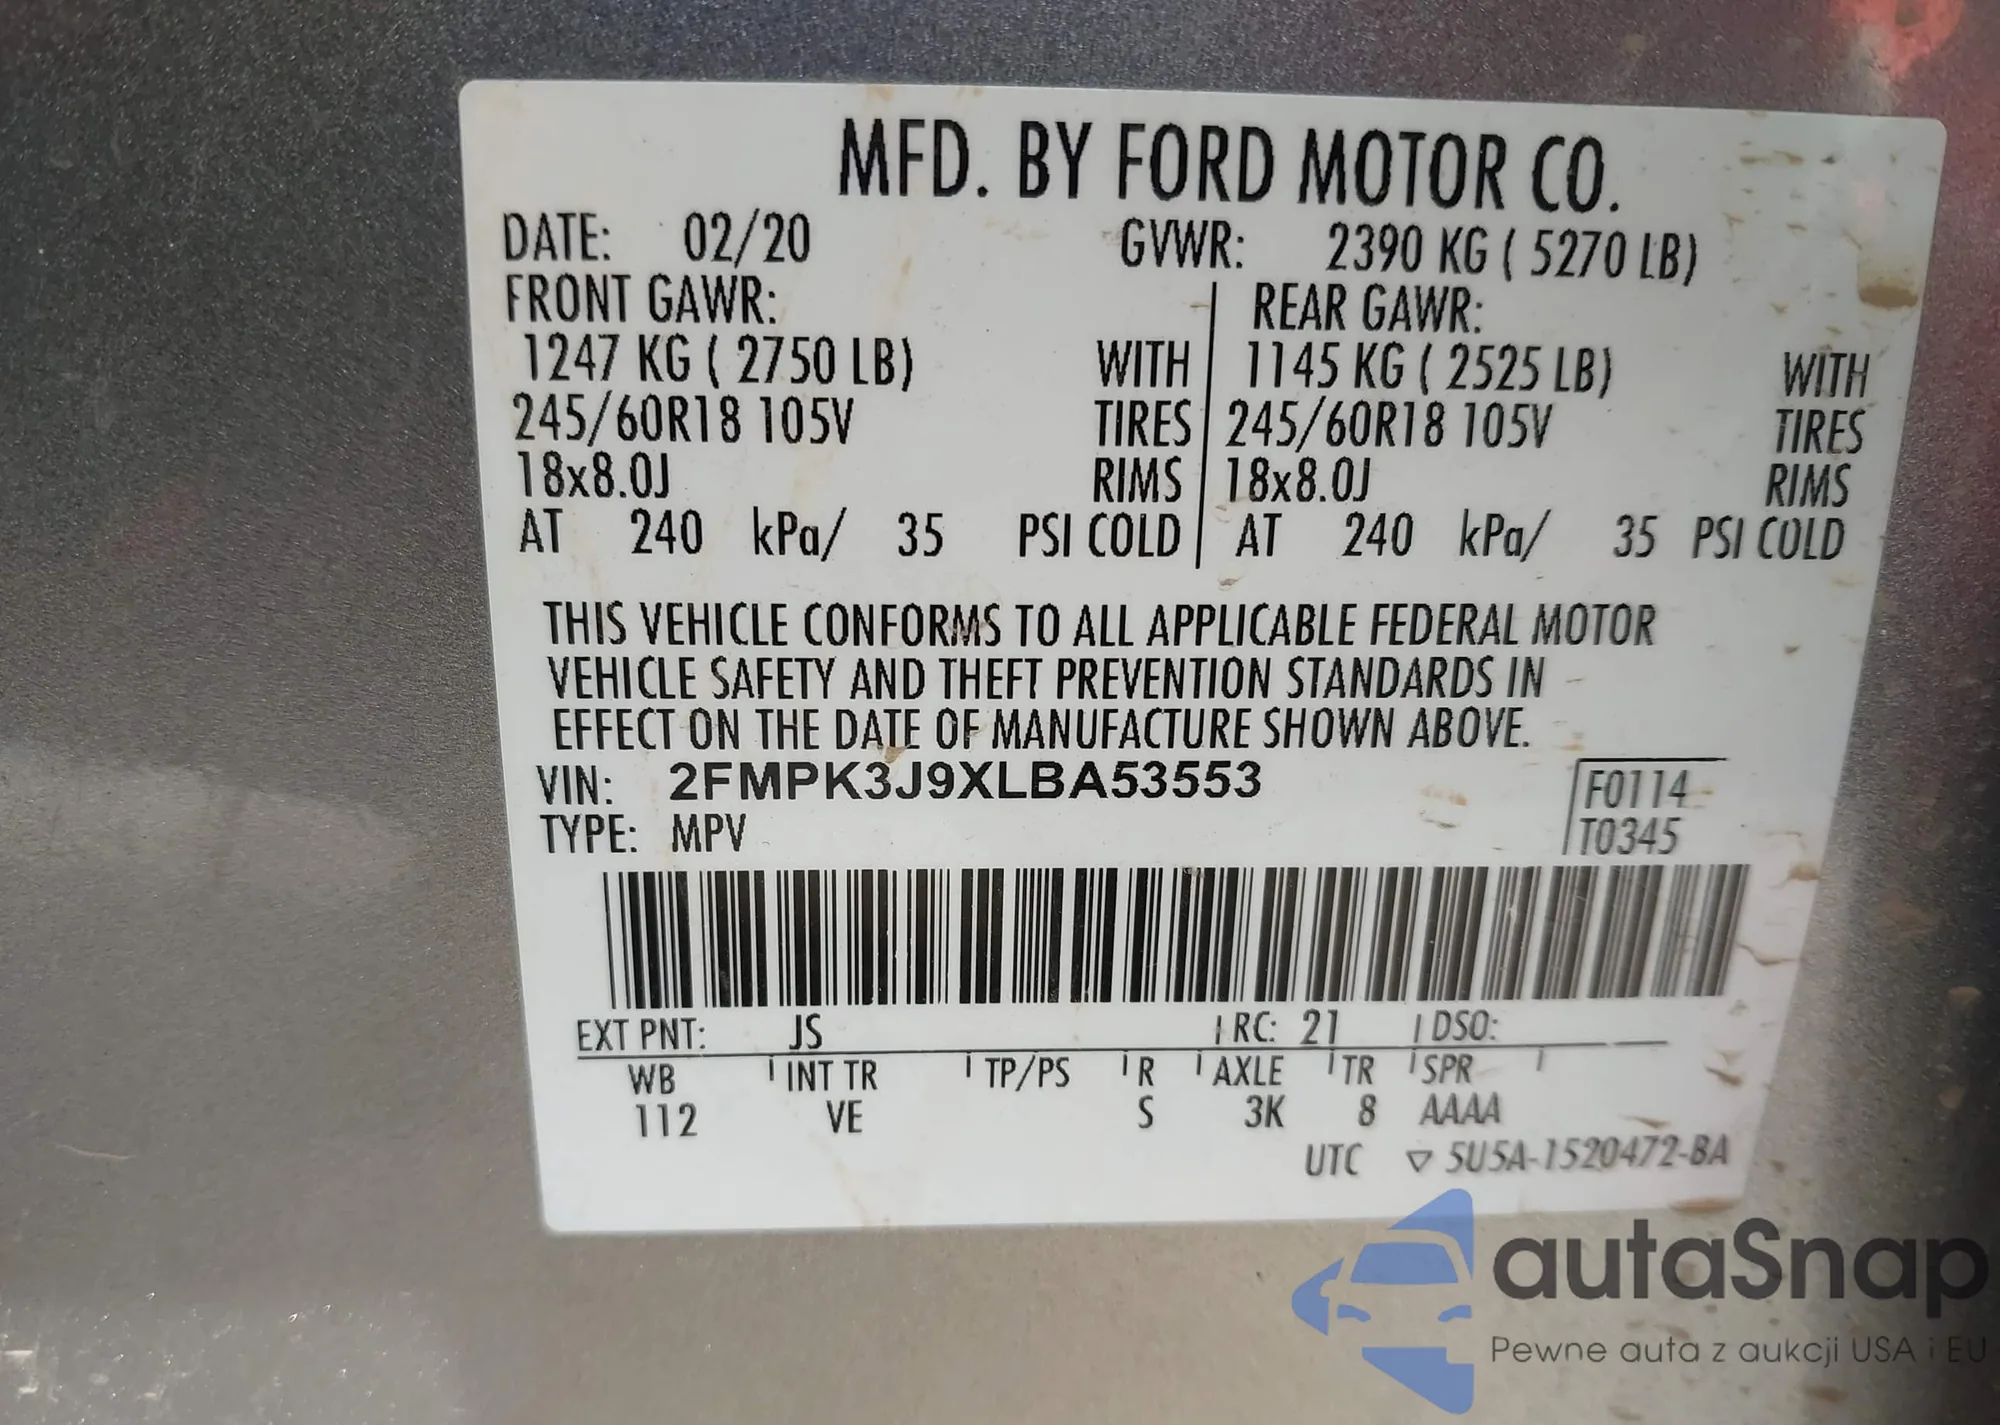 MFD. BY FORD MOTOR CO.
DATE: 02/20 GVWR: 2390 KG ( 5270 LB)
FRONT GAWR: REAR GAWR:
1247 KG ( 2750 LB) WITH 1145 KG ( 2525 LB) WITH
245/60R18 105V TIRES 245/60R18 105V TIRES
18x8.0J RIMS 18x8.0J RIMS
AT 240 kPa/ 35 PSI COLD AT 240 kPa/ 35 PSI COLD
THIS VEHICLE CONFORMS TO ALL APPLICABLE FEDERAL MOTOR
VEHICLE SAFETY AND THEFT PREVENTION STANDARDS IN
EFFECT ON THE DATE OF MANUFACTURE SHOWN ABOVE.
VIN: 2FMPK3J9XLBA53553 F0114
TYPE: MPV T0345
EXT PNT: JS RC: 21 DSO:
WB INT TR TP/PS R AXLE TR SPR
112 VE S 3K 8 AAAA
UTC ▽ 5U5A-1520472-BA
autaSnap
Pewne auta z aukcji USA i EU